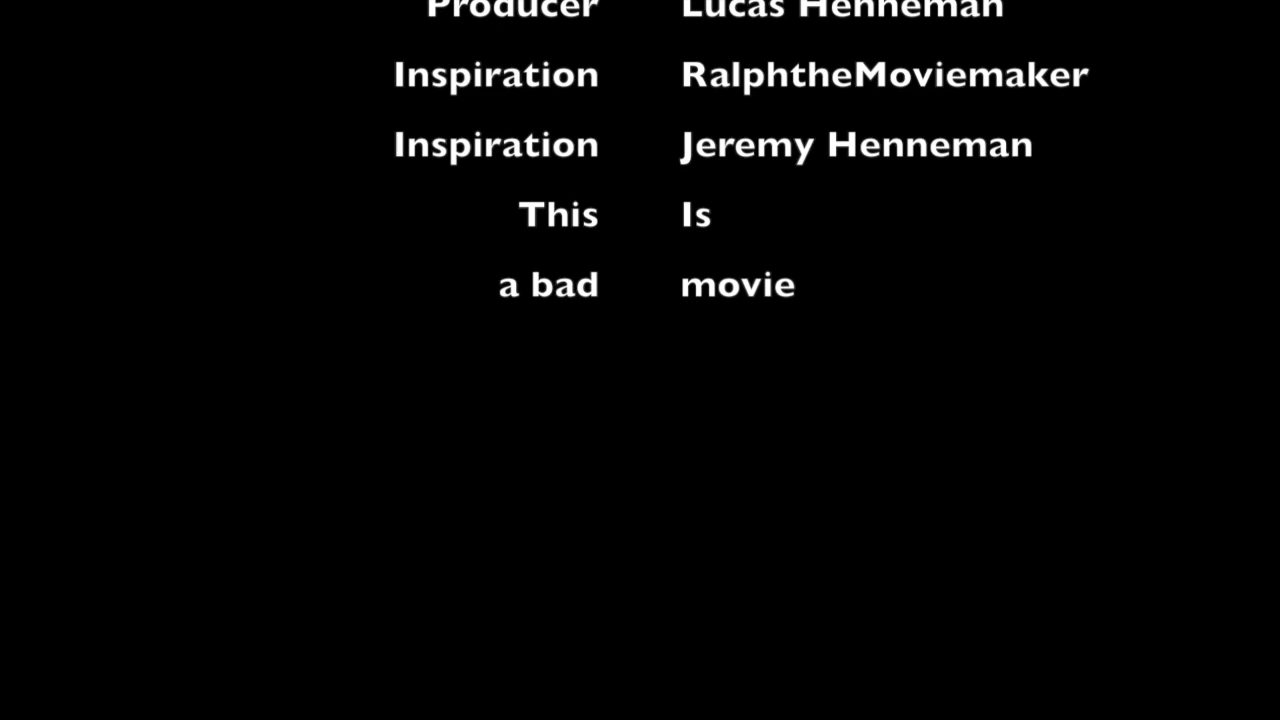 Producer Lucas Henneman
Inspiration RalphtheMoviemaker
Inspiration Jeremy Henneman
This Is
a bad movie